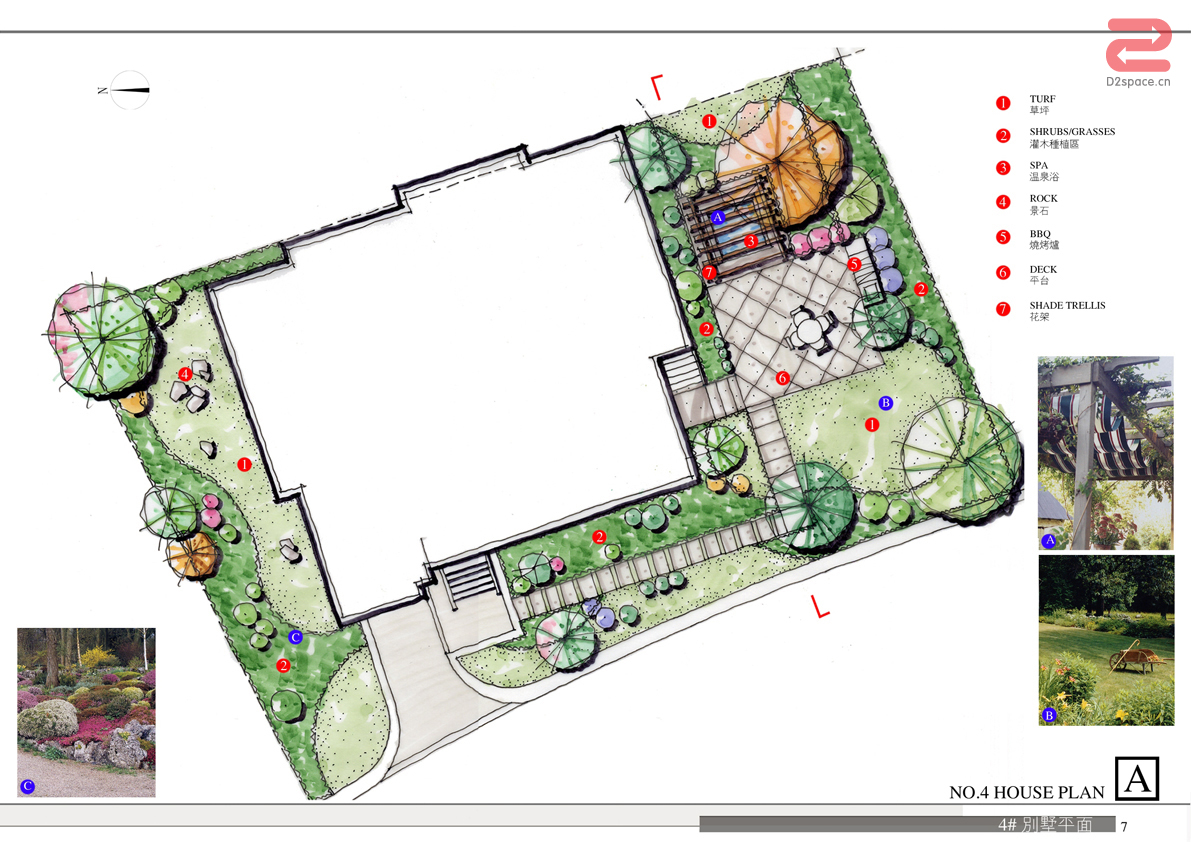 D2space.cn
N
1 TURF
草坪
2 SHRUBS/GRASSES
灌木種植區
3 SPA
温泉浴
4 ROCK
景石
5 BBQ
燒烤爐
6 DECK
平台
7 SHADE TRELLIS
花架
1
A
3
5
7
2
2
4
6
B
1
1
2
A
C
2
B
C
NO.4 HOUSE PLAN A
4# 別墅平面 7